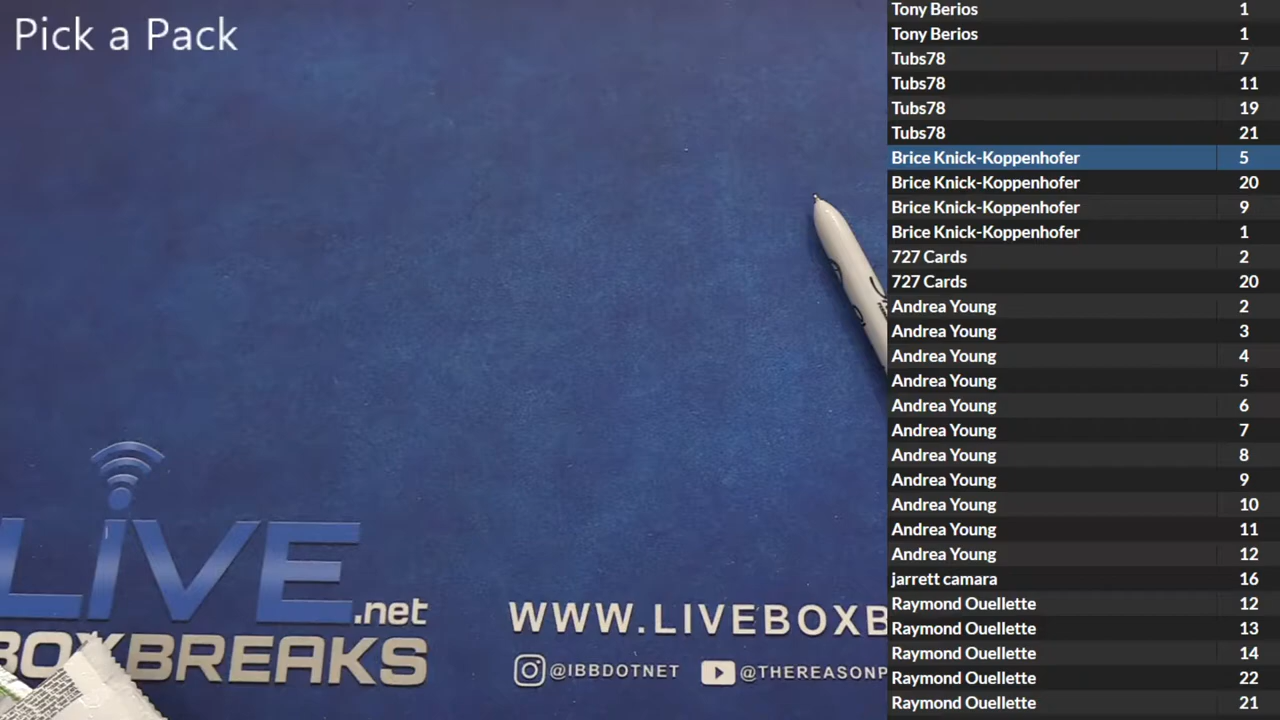 Pick a Pack
Tony Berios 1
Tony Berios 1
Tubs78 7
Tubs78 11
Tubs78 19
Tubs78 21
Brice Knick-Koppenhofer 5
Brice Knick-Koppenhofer 20
Brice Knick-Koppenhofer 9
Brice Knick-Koppenhofer 1
727 Cards 2
727 Cards 20
Andrea Young 2
Andrea Young 3
Andrea Young 4
Andrea Young 5
Andrea Young 6
Andrea Young 7
Andrea Young 8
Andrea Young 9
Andrea Young 10
Andrea Young 11
Andrea Young 12
jarrett camara 16
Raymond Ouellette 12
Raymond Ouellette 13
Raymond Ouellette 14
Raymond Ouellette 22
Raymond Ouellette 21
LIVE.net
BOXBREAKS
WWW.LIVEBOXB
@IBBDOTNET @THEREASONP